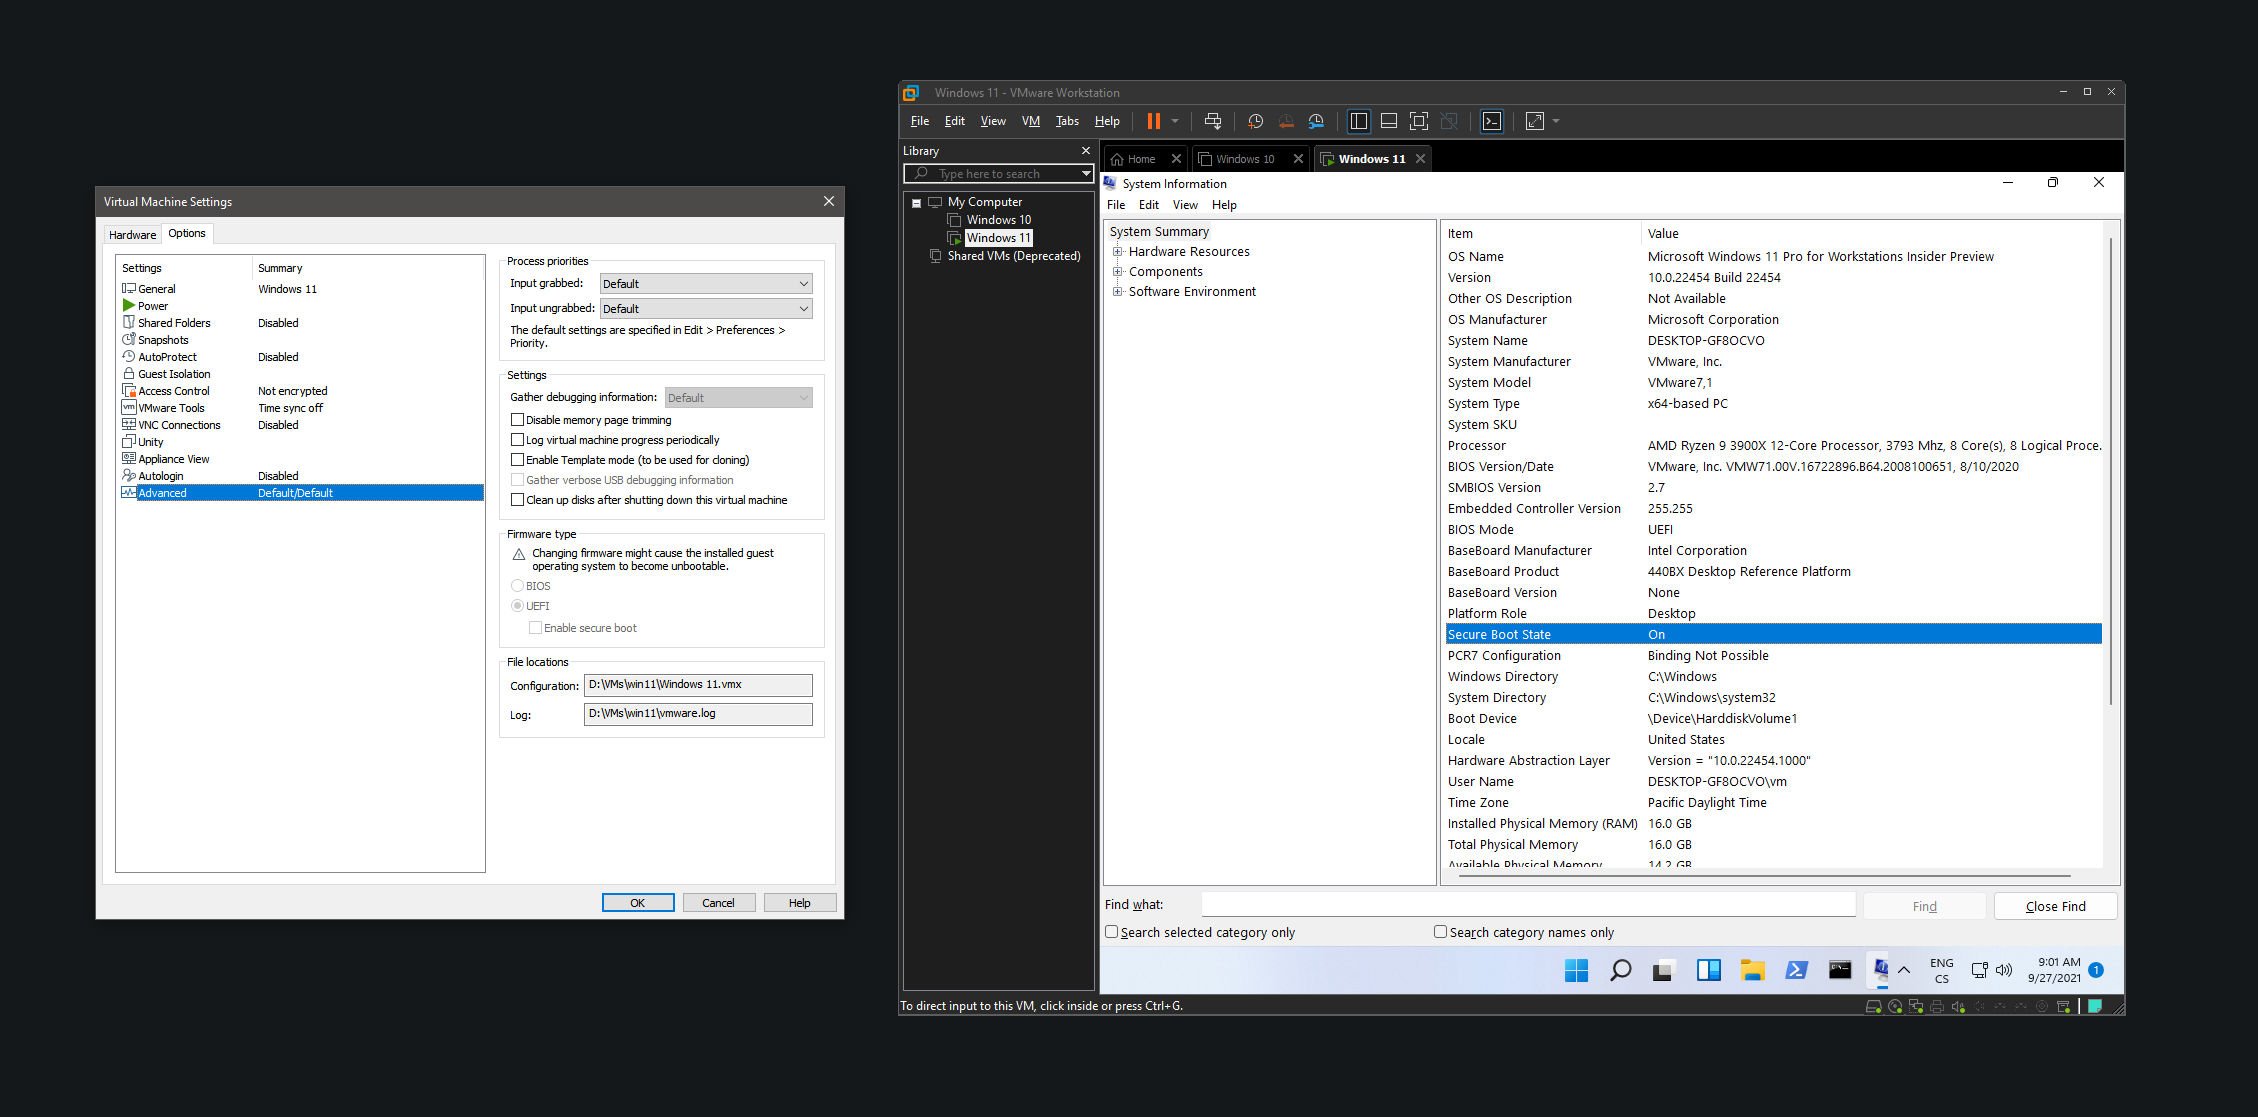 Virtual Machine Settings
Hardware
Options
Settings Summary
General Windows 11
Power
Shared Folders Disabled
Snapshots
AutoProtect Disabled
Guest Isolation
Access Control Not encrypted
VMware Tools Time sync off
VNC Connections Disabled
Unity
Appliance View
Autologin Disabled
Advanced Default/Default
Process priorities
Input grabbed: Default
Input ungrabbed: Default
The default settings are specified in Edit > Preferences >
Priority.
Settings
Gather debugging information: Default
Disable memory page trimming
Log virtual machine progress periodically
Enable Template mode (to be used for cloning)
Gather verbose USB debugging information
Clean up disks after shutting down this virtual machine
Firmware type
Changing firmware might cause the installed guest
operating system to become unbootable.
BIOS
UEFI
Enable secure boot
File locations
Configuration: D:\VMs\win11\Windows 11.vmx
Log: D:\VMs\win11\vmware.log
OK Cancel Help
Windows 11 - VMware Workstation
File Edit View VM Tabs Help
Library
Type here to search
My Computer
Windows 10
Windows 11
Shared VMs (Deprecated)
Home Windows 10 Windows 11
System Information
File Edit View Help
System Summary
Hardware Resources
Components
Software Environment
Item Value
OS Name Microsoft Windows 11 Pro for Workstations Insider Preview
Version 10.0.22454 Build 22454
Other OS Description Not Available
OS Manufacturer Microsoft Corporation
System Name DESKTOP-GF8OCVO
System Manufacturer VMware, Inc.
System Model VMware7,1
System Type x64-based PC
System SKU
Processor AMD Ryzen 9 3900X 12-Core Processor, 3793 Mhz, 8 Core(s), 8 Logical Proce.
BIOS Version/Date VMware, Inc. VMW71.00V.16722896.B64.2008100651, 8/10/2020
SMBIOS Version 2.7
Embedded Controller Version 255.255
BIOS Mode UEFI
BaseBoard Manufacturer Intel Corporation
BaseBoard Product 440BX Desktop Reference Platform
BaseBoard Version None
Platform Role Desktop
Secure Boot State On
PCR7 Configuration Binding Not Possible
Windows Directory C:\Windows
System Directory C:\Windows\system32
Boot Device \Device\HarddiskVolume1
Locale United States
Hardware Abstraction Layer Version = "10.0.22454.1000"
User Name DESKTOP-GF8OCVO\vm
Time Zone Pacific Daylight Time
Installed Physical Memory (RAM) 16.0 GB
Total Physical Memory 16.0 GB
Available Physical Memory 14.2 GB
Find what: Find Close Find
Search selected category only Search category names only
ENG
CS
9:01 AM
9/27/2021
1
To direct input to this VM, click inside or press Ctrl+G.